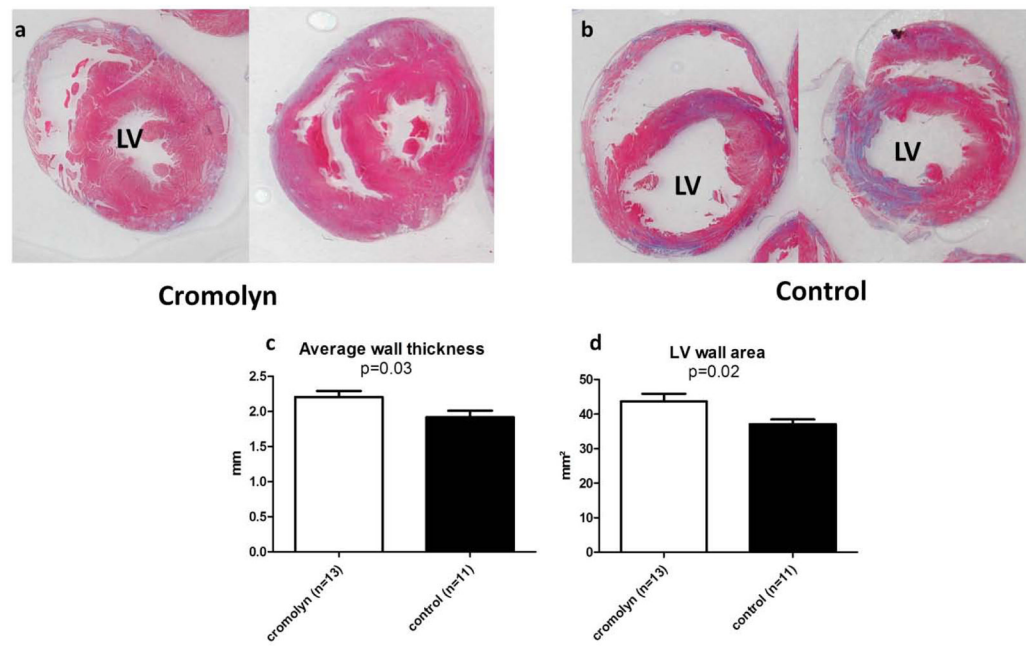 a
LV
b
LV
LV
Cromolyn
Control
c
Average wall thickness
p=0.03
2.5
2.0
1.5
1.0
0.5
0.0
mm
cromolyn (n=13)
control (n=11)
d
LV wall area
p=0.02
50
40
30
20
10
0
mm²
cromolyn (n=13)
control (n=11)